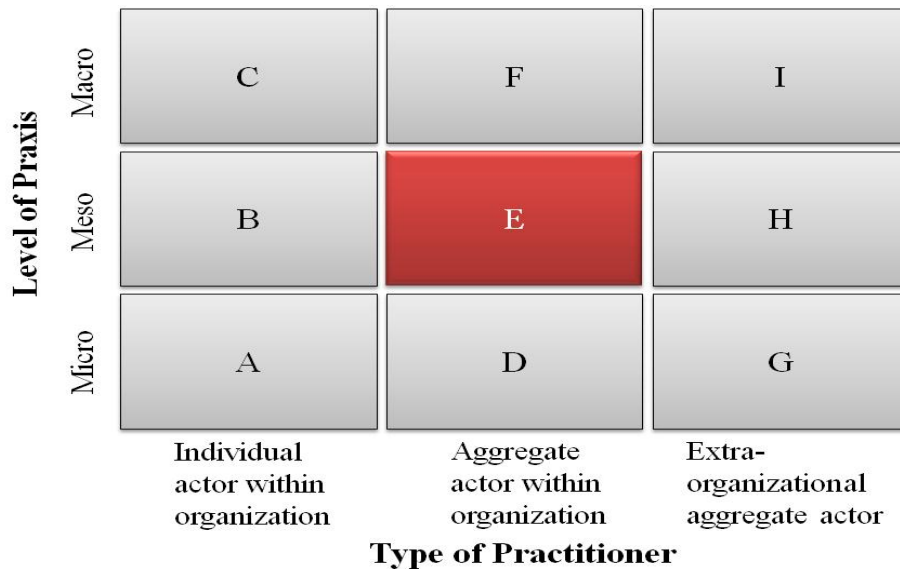 Level of Praxis
Macro
C
F
I
Meso
B
E
H
Micro
A
D
G
Individual
actor within
organization
Aggregate
actor within
organization
Extra-
organizational
aggregate actor
Type of Practitioner